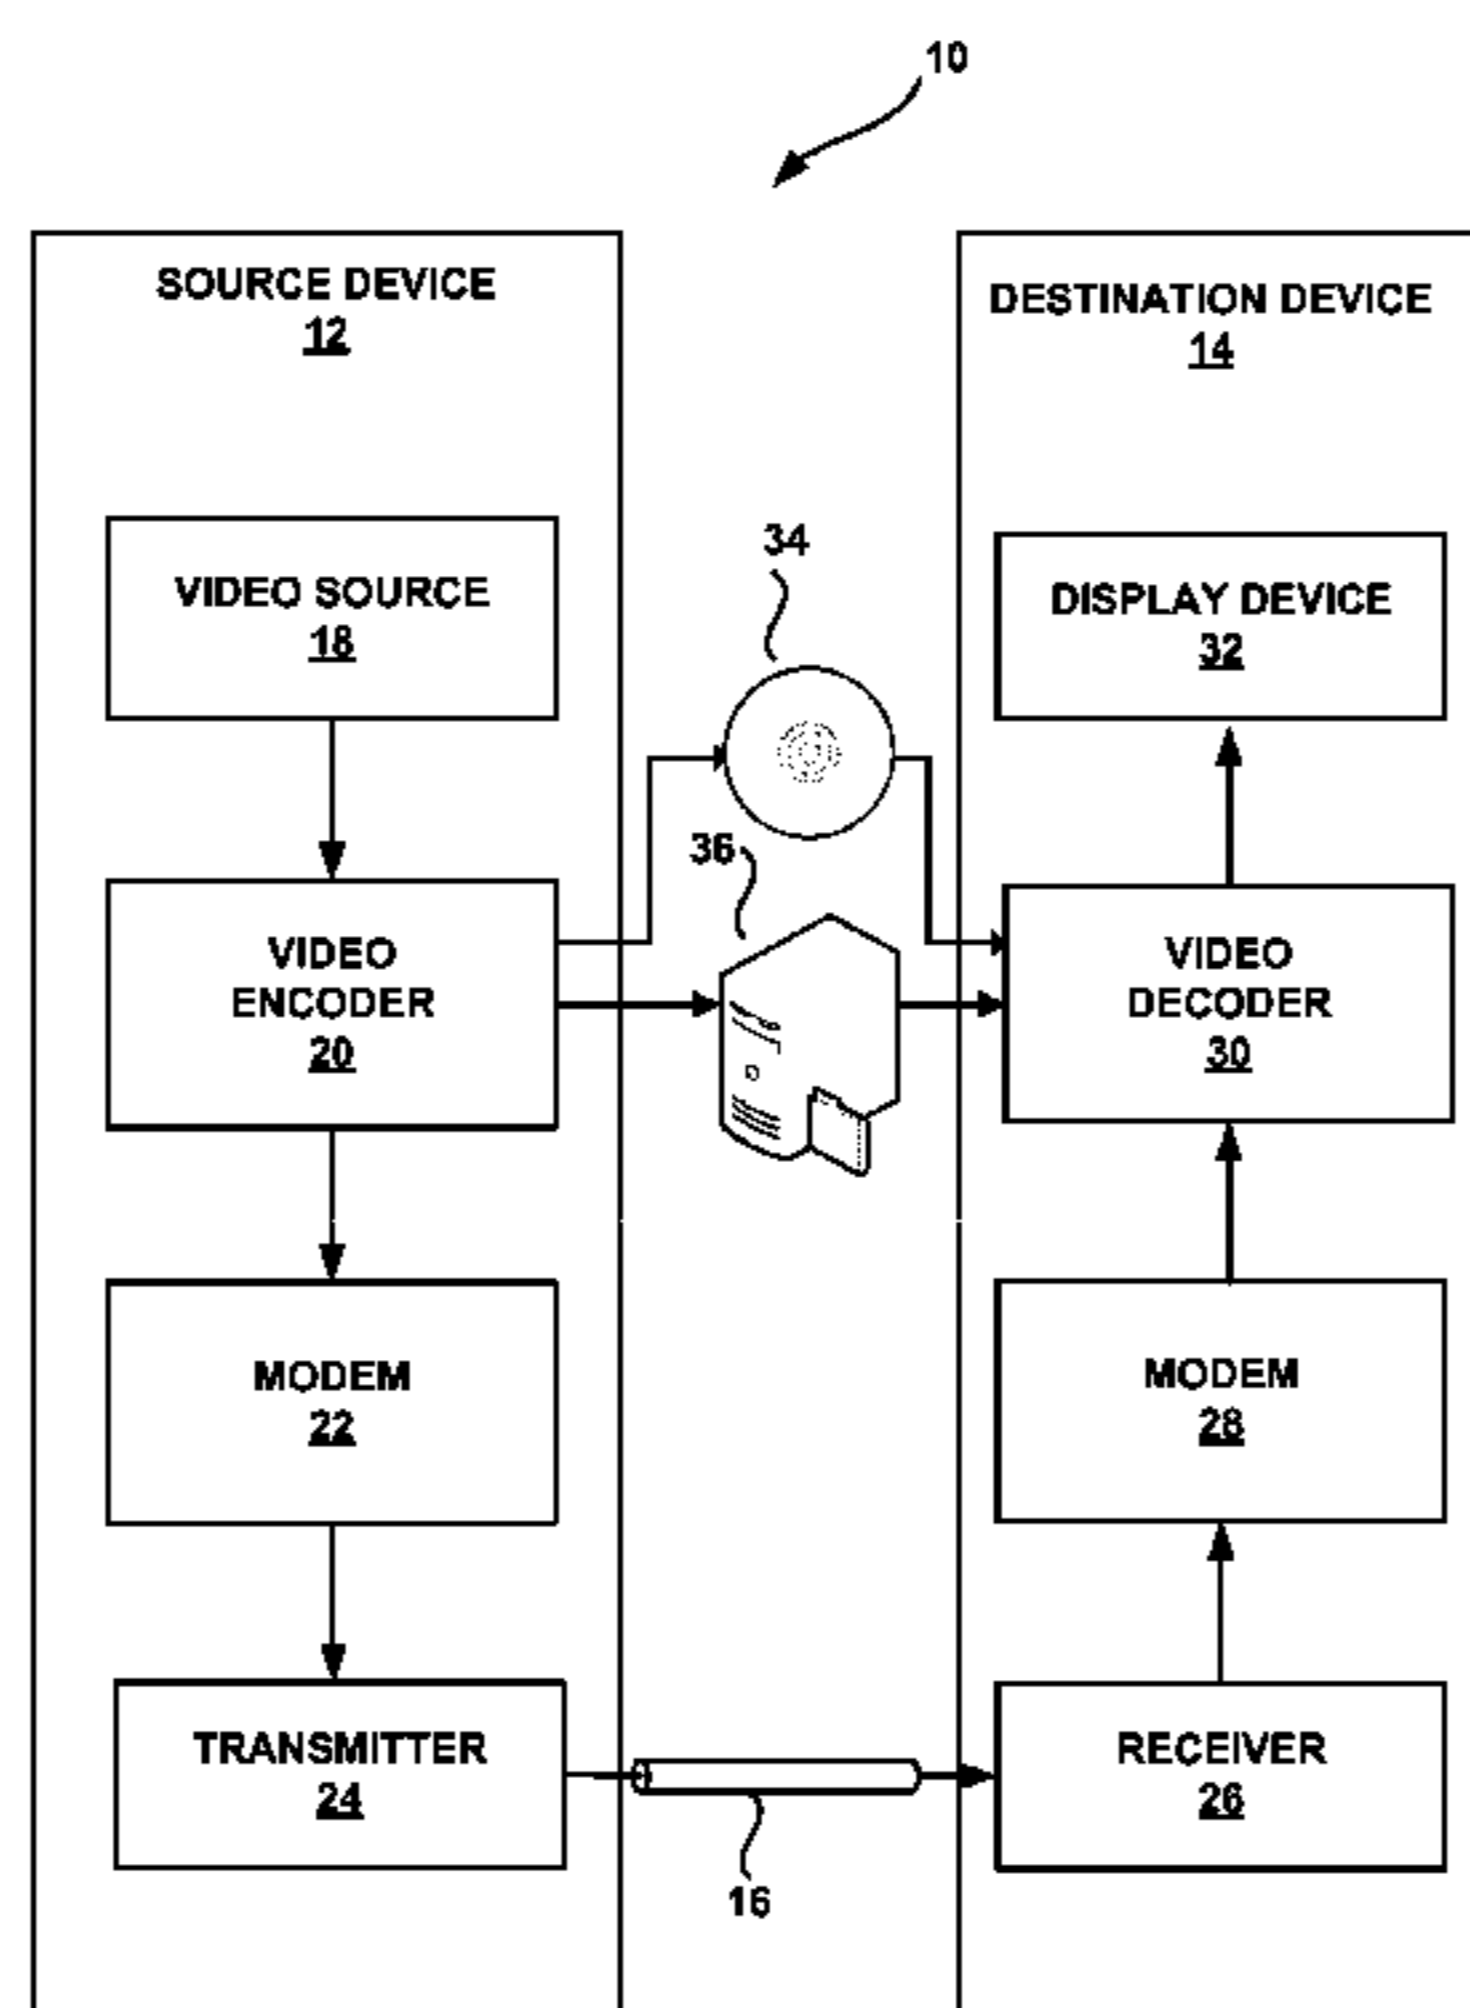 10
SOURCE DEVICE
12
DESTINATION DEVICE
14
VIDEO SOURCE
18
34
DISPLAY DEVICE
32
36
VIDEO
ENCODER
20
VIDEO
DECODER
30
MODEM
22
MODEM
28
TRANSMITTER
24
RECEIVER
26
16